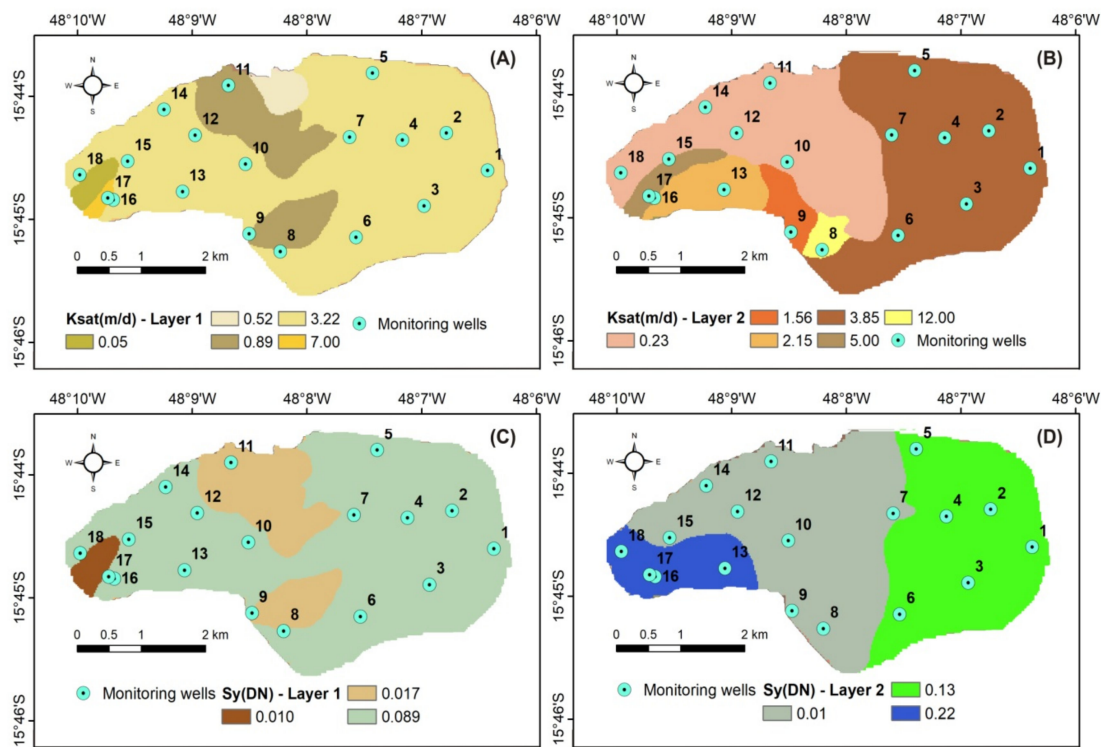 48°10'W 48°9'W 48°8'W 48°7'W 48°6'W
48°10'W 48°9'W 48°8'W 48°7'W 48°6'W
15°44'S
15°45'S
15°46'S
(A)
N
W E
S
5
11
14
2
12
7
4
15
10
1
18
13
17
16
3
9
8
6
0 0.5 1 2 km
Ksat(m/d) - Layer 1
0.52
3.22
Monitoring wells
0.05
0.89
7.00
15°44'S
15°45'S
15°46'S
(B)
N
W E
S
5
11
14
2
12
7
4
15
10
1
18
13
17
16
3
9
8
6
0 0.5 1 2 km
Ksat(m/d) - Layer 2
1.56
3.85
12.00
0.23
2.15
5.00
Monitoring wells
48°10'W 48°9'W 48°8'W 48°7'W 48°6'W
48°10'W 48°9'W 48°8'W 48°7'W 48°6'W
15°44'S
15°45'S
15°46'S
(C)
N
W E
S
5
11
14
2
12
7
4
15
10
1
18
13
17
16
3
9
8
6
0 0.5 1 2 km
Monitoring wells
Sy(DN) - Layer 1
0.017
0.010
0.089
15°44'S
15°45'S
15°46'S
(D)
N
W E
S
5
11
14
2
12
7
4
15
10
1
18
13
17
16
3
9
8
6
0 0.5 1 2 km
Monitoring wells
Sy(DN) - Layer 2
0.13
0.01
0.22